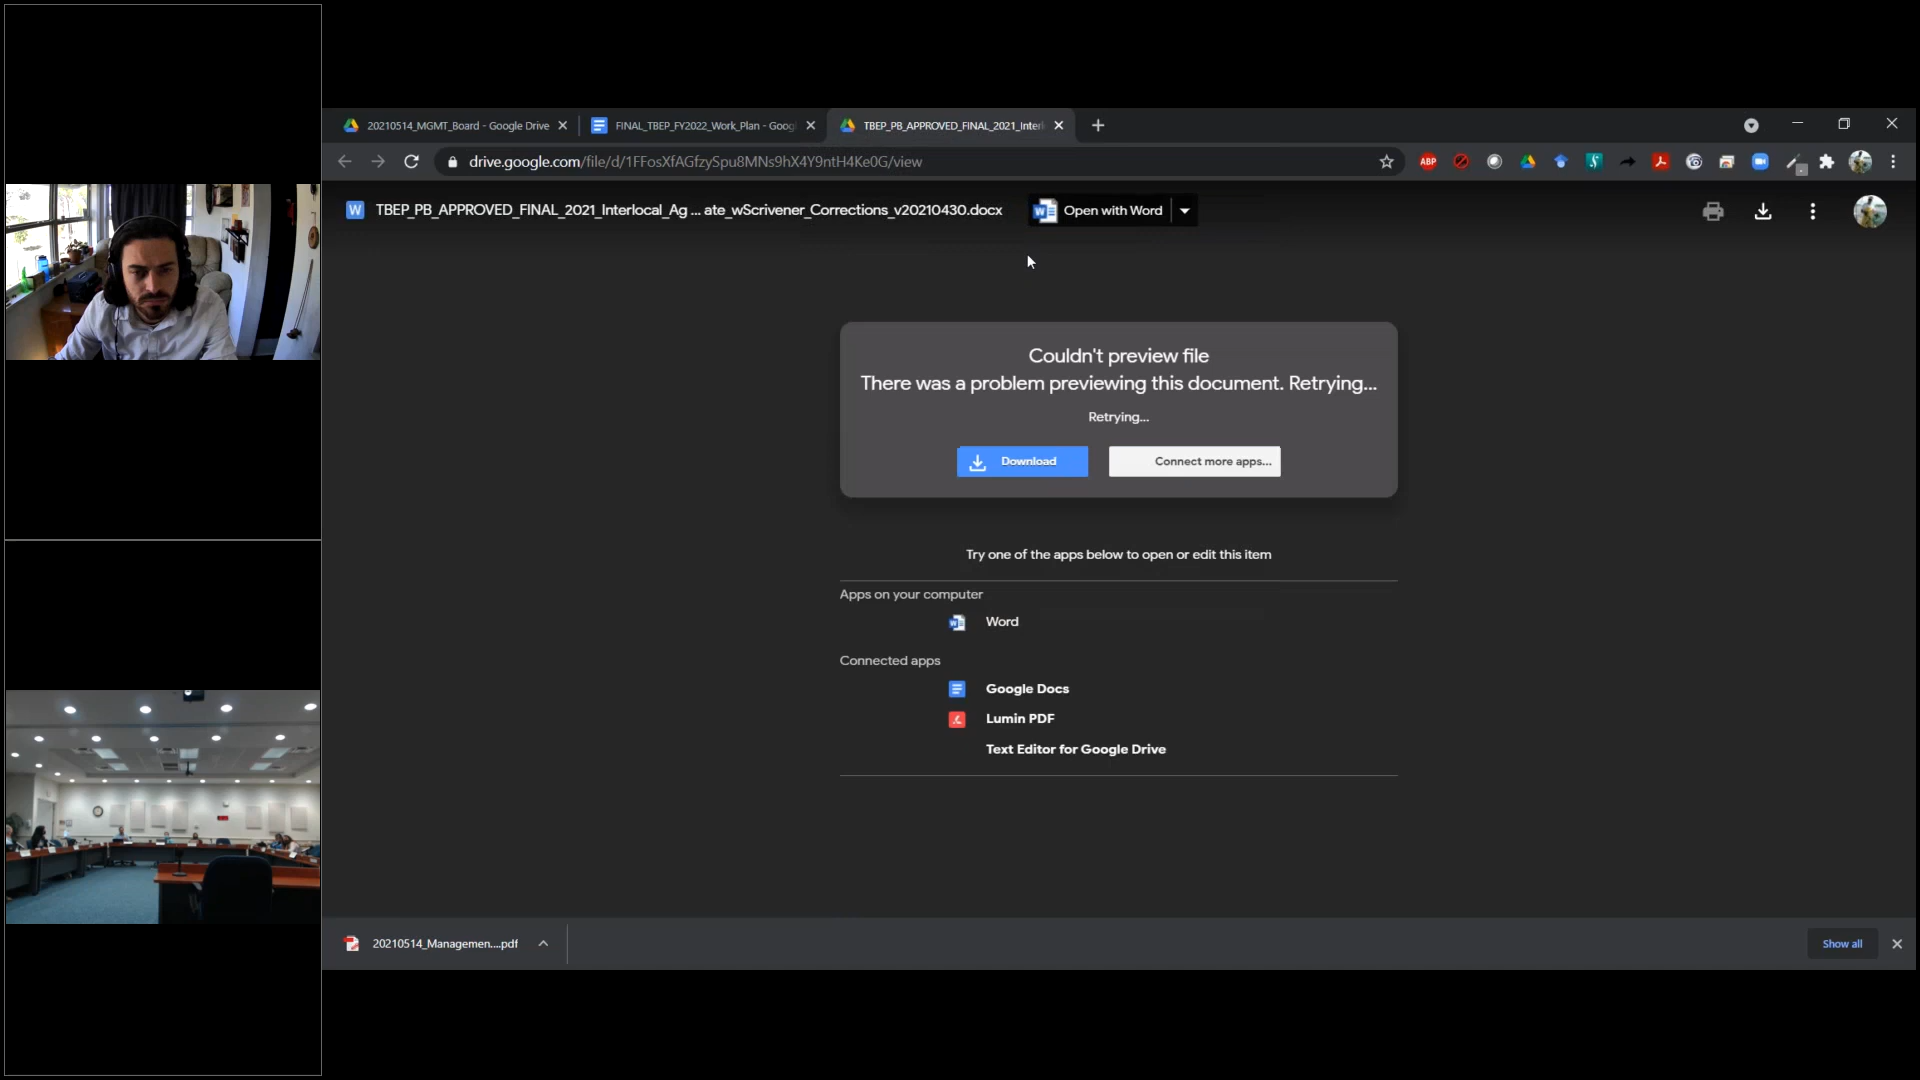 20210514_MGMT_Board - Google Drive
FINAL_TBEP_FY2022_Work_Plan - Goog
TBEP_PB_APPROVED_FINAL_2021_Interl
drive.google.com/file/d/1FFosXfAGfzySpu8MNs9hX4Y9ntH4Ke0G/view
ABP
W TBEP_PB_APPROVED_FINAL_2021_Interlocal_Ag ... ate_wScrivener_Corrections_v20210430.docx
Open with Word
Couldn't preview file
There was a problem previewing this document. Retrying...
Retrying...
Download
Connect more apps...
Try one of the apps below to open or edit this item
Apps on your computer
Word
Connected apps
Google Docs
Lumin PDF
Text Editor for Google Drive
20210514_Managemen....pdf
Show all